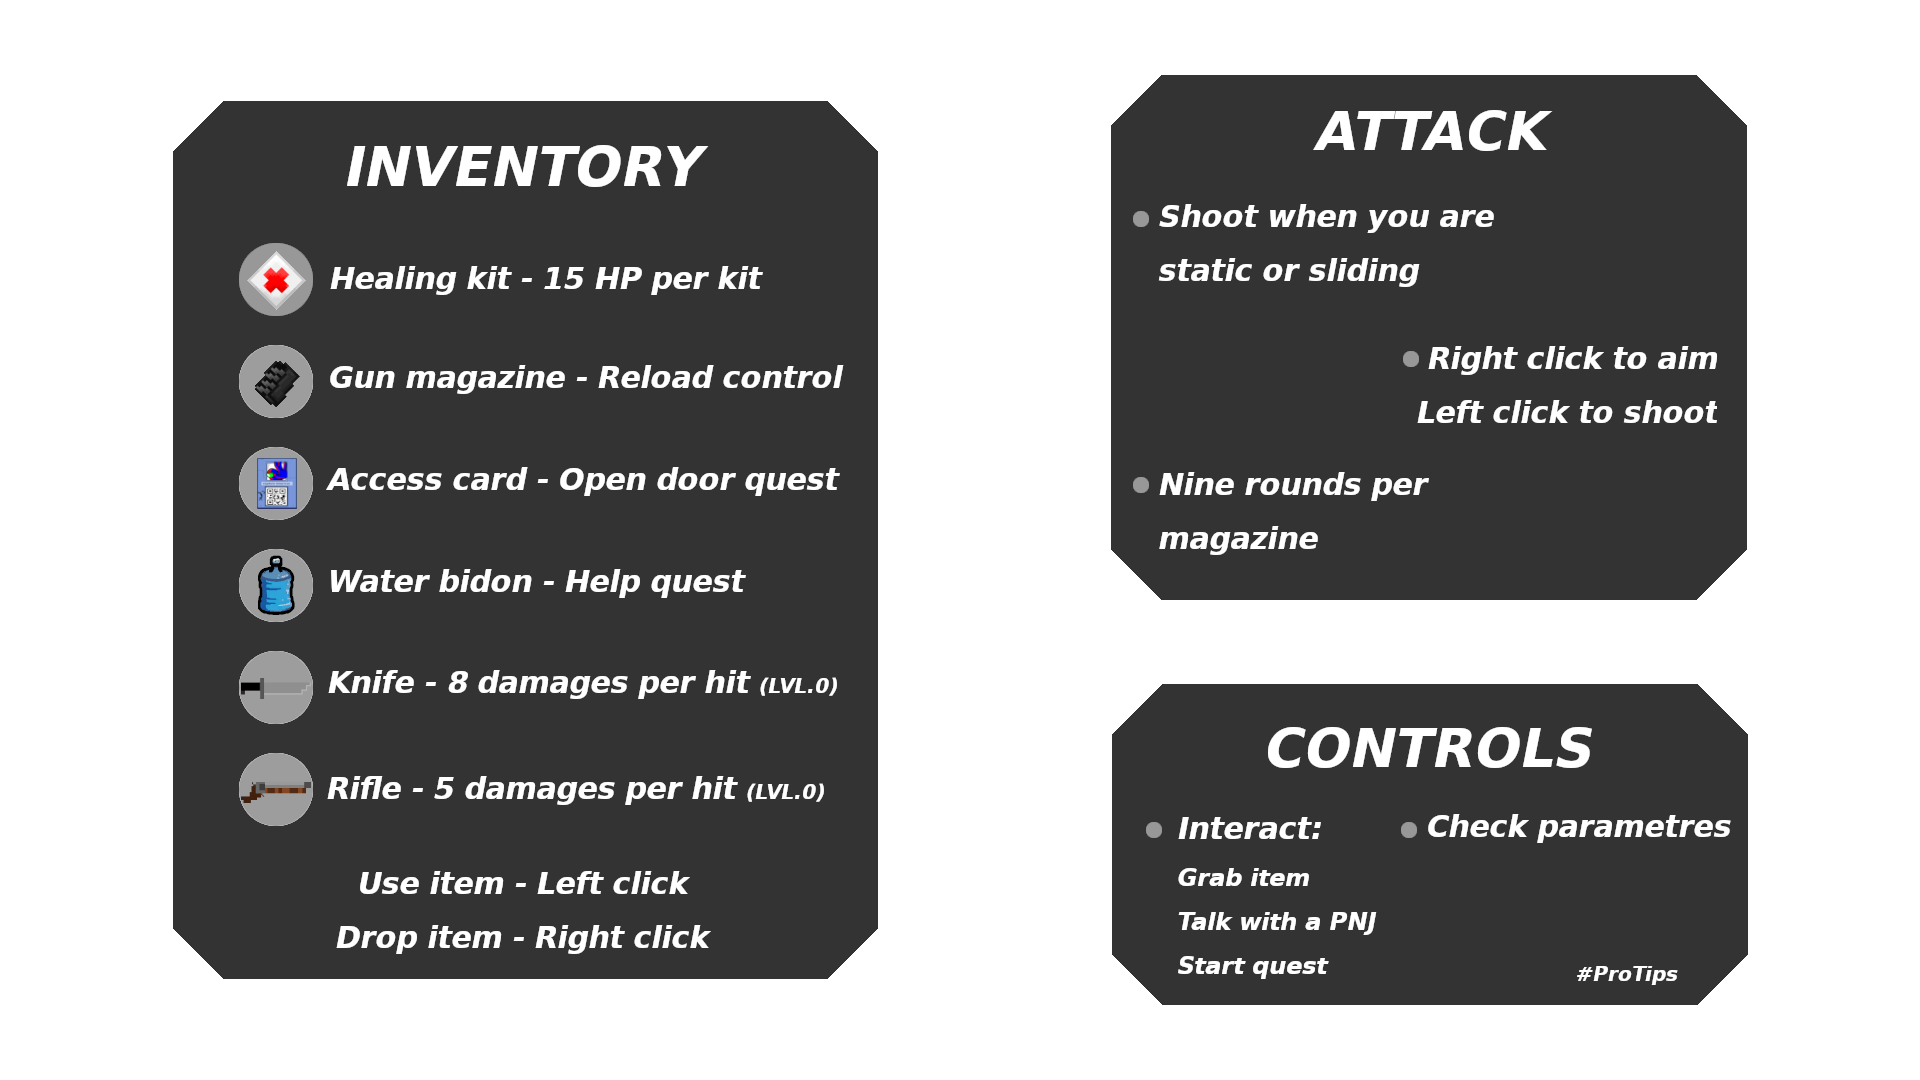 INVENTORY
Healing kit - 15 HP per kit
Gun magazine - Reload control
Access card - Open door quest
Water bidon - Help quest
Knife - 8 damages per hit (LVL.0)
Rifle - 5 damages per hit (LVL.0)
Use item - Left click
Drop item - Right click
ATTACK
Shoot when you are
static or sliding
Right click to aim
Left click to shoot
Nine rounds per
magazine
CONTROLS
Interact:
Grab item
Talk with a PNJ
Start quest
Check parametres
#ProTips